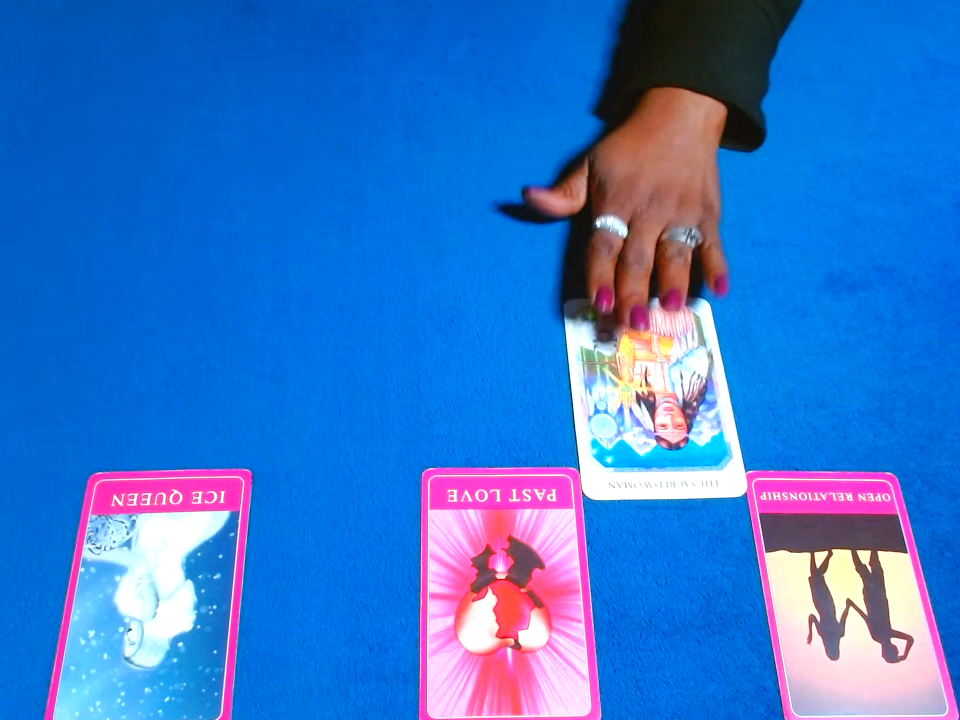 ICE QUEEN
PAST LOVE
THE SACRED WOMAN
OPEN RELATIONSHIP